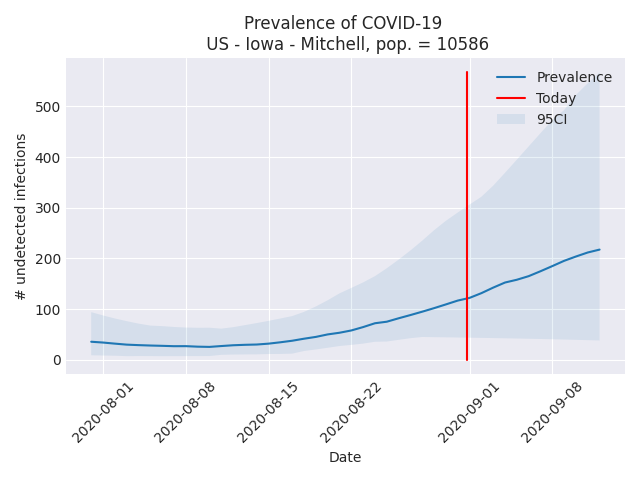 Prevalence of COVID-19
US - Iowa - Mitchell, pop. = 10586
# undetected infections
500
400
300
200
100
0
Prevalence
Today
95CI
2020-08-01
2020-08-08
2020-08-15
2020-08-22
2020-09-01
2020-09-08
Date